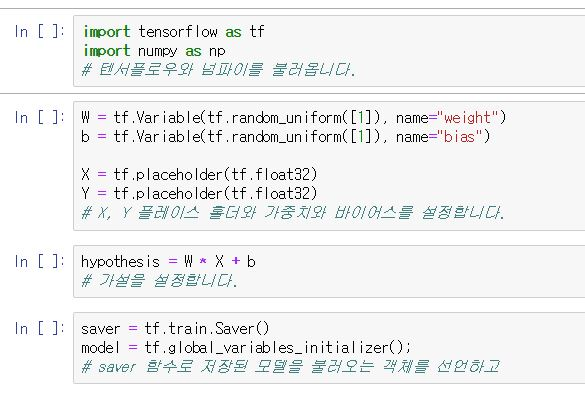 In [ ]: import tensorflow as tf
import numpy as np
# 텐서플로우와 넘파이를 불러옵니다.
In [ ]: W = tf.Variable(tf.random_uniform([1]), name="weight")
b = tf.Variable(tf.random_uniform([1]), name="bias")
X = tf.placeholder(tf.float32)
Y = tf.placeholder(tf.float32)
# X, Y 플레이스 홀더와 가중치와 바이어스를 설정합니다.
In [ ]: hypothesis = W * X + b
# 가설을 설정합니다.
In [ ]: saver = tf.train.Saver()
model = tf.global_variables_initializer();
# saver 함수로 저장된 모델을 불러오는 객체를 선언하고